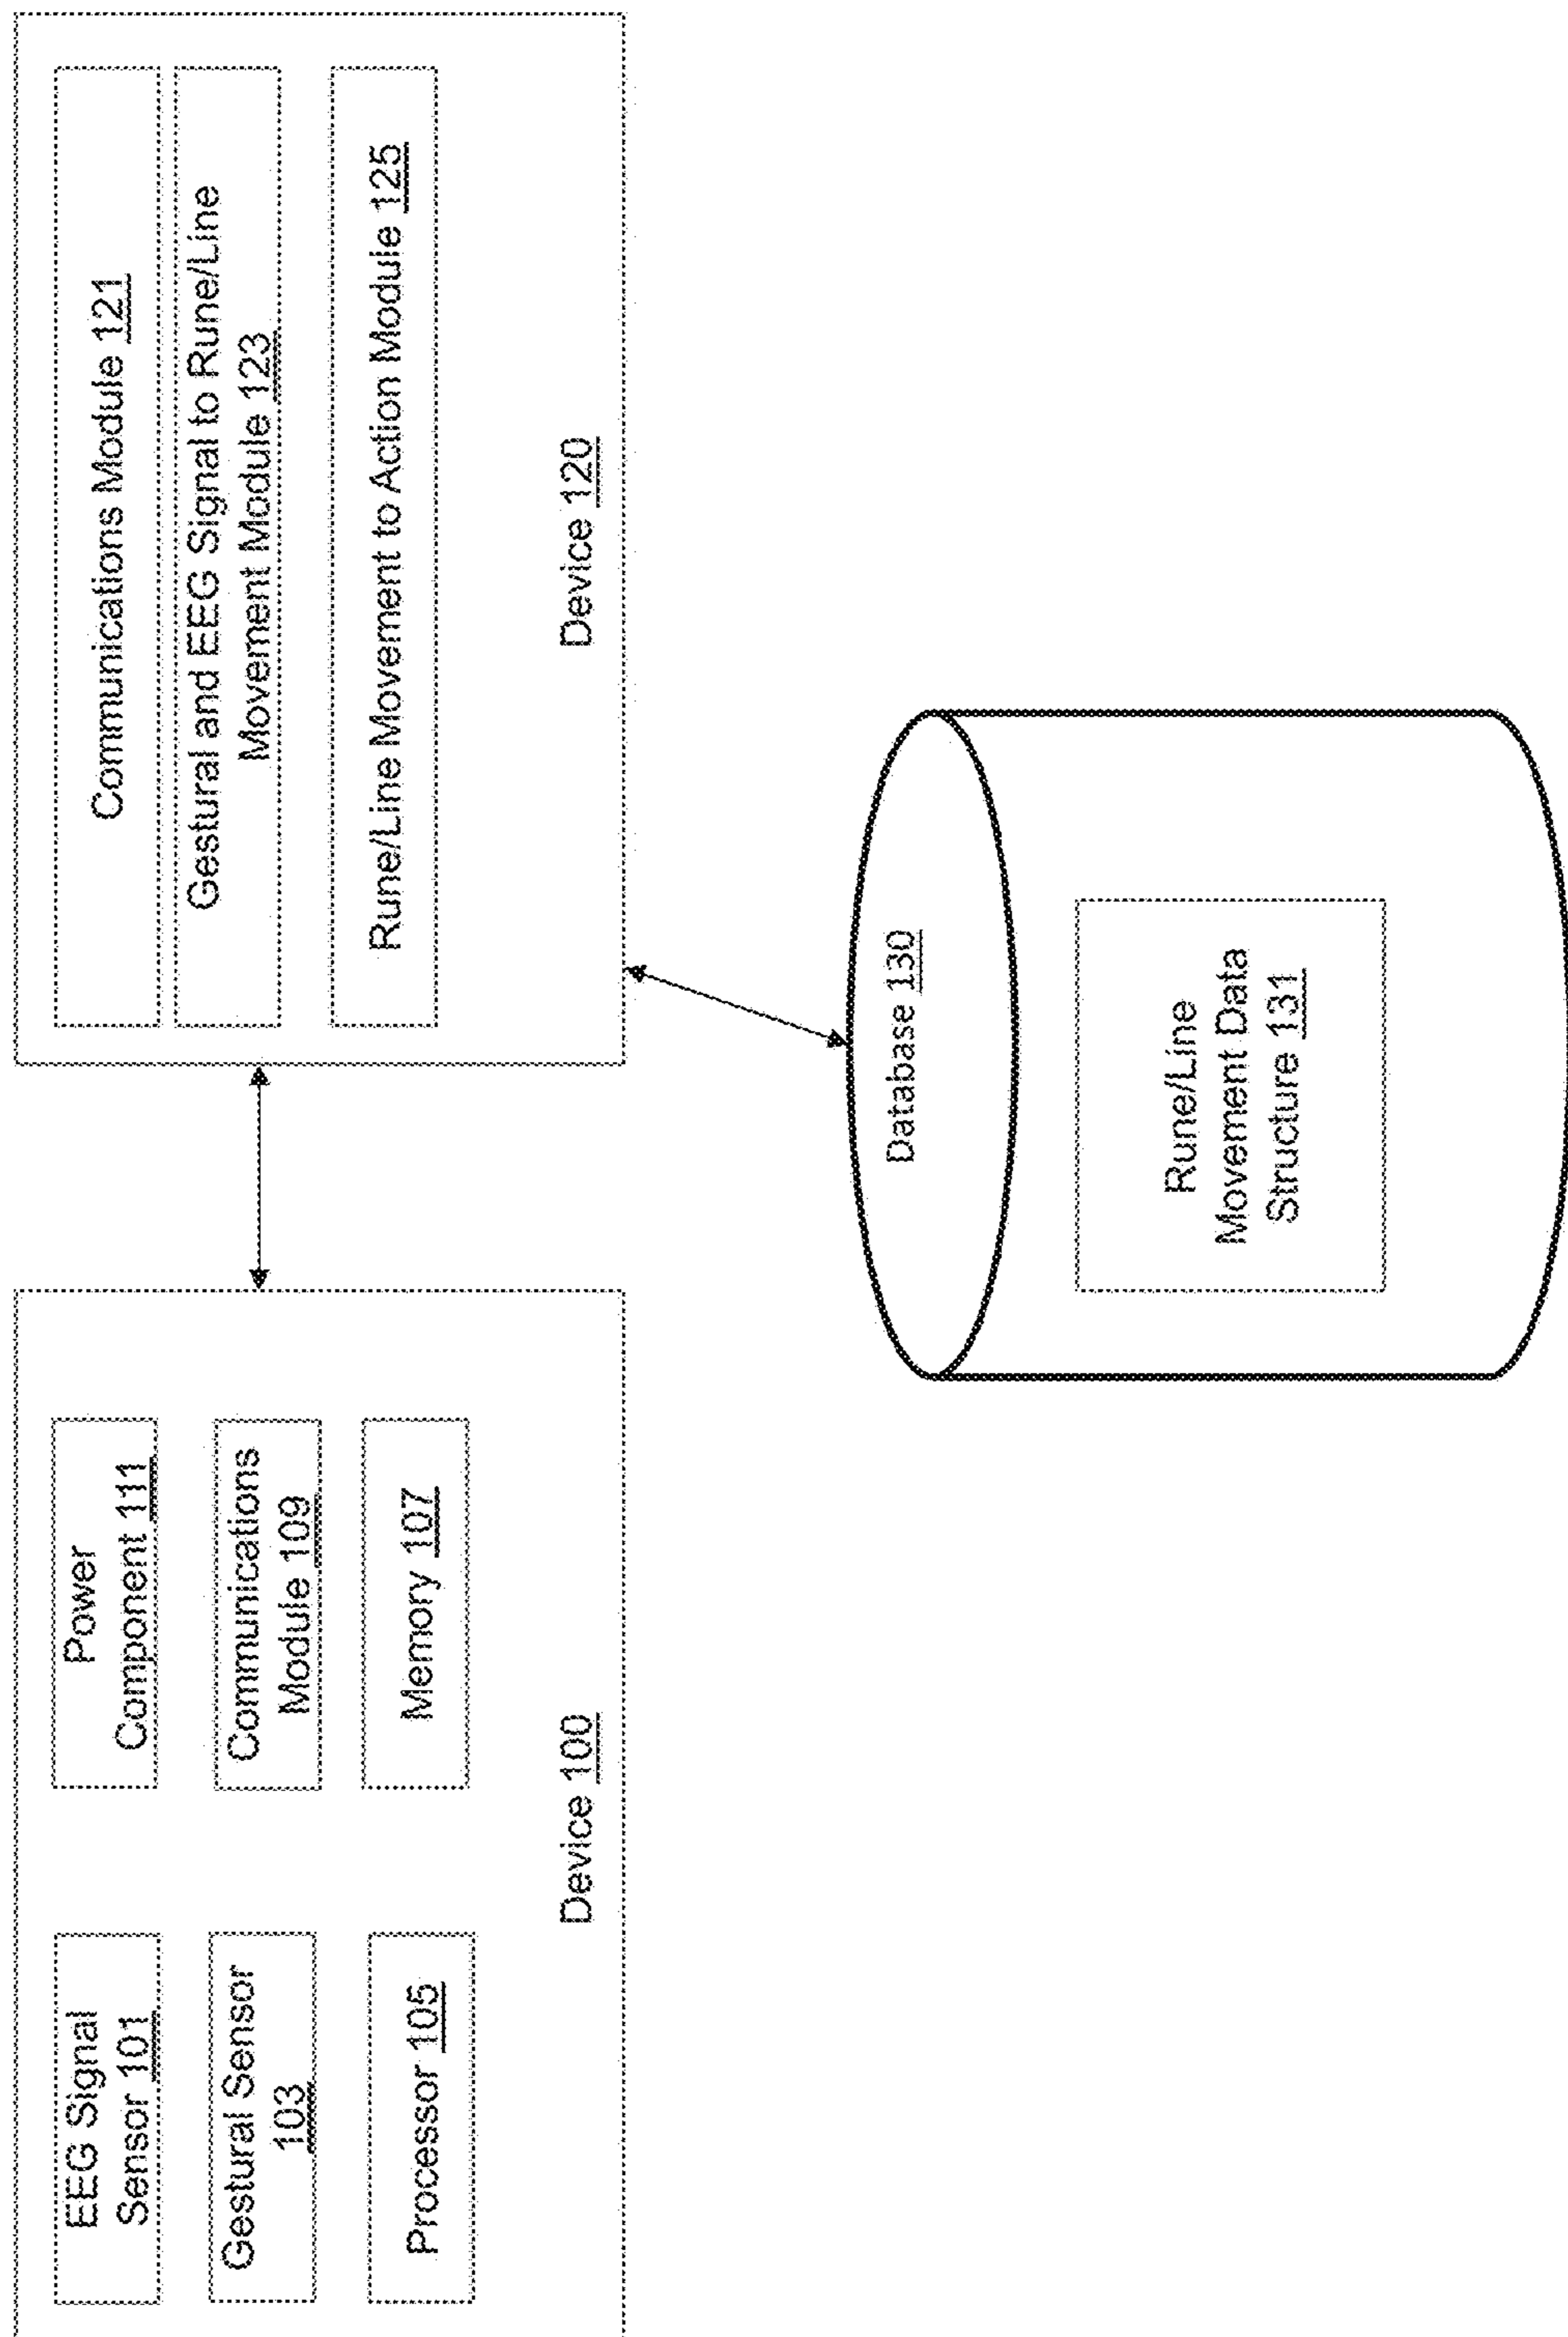 EEG Signal
Sensor 101
Gestural Sensor
103
Processor 105
Power
Component 111
Communications
Module 109
Memory 107
Device 100
Communications Module 121
Gestural and EEG Signal to Rune/Line
Movement Module 123
Rune/Line Movement to Action Module 125
Device 120
Database 130
Rune/Line
Movement Data
Structure 131